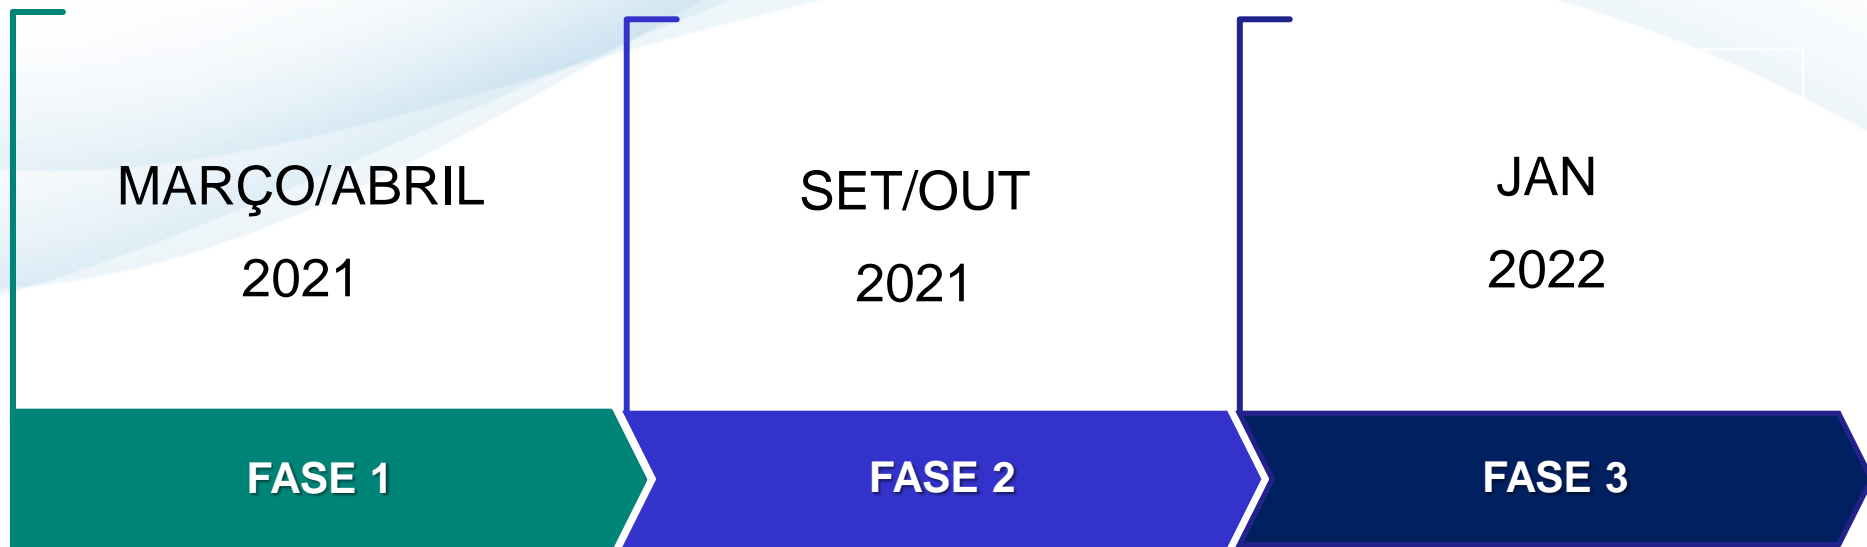 MARÇO/ABRIL
2021
FASE 1
SET/OUT
2021
FASE 2
JAN
2022
FASE 3